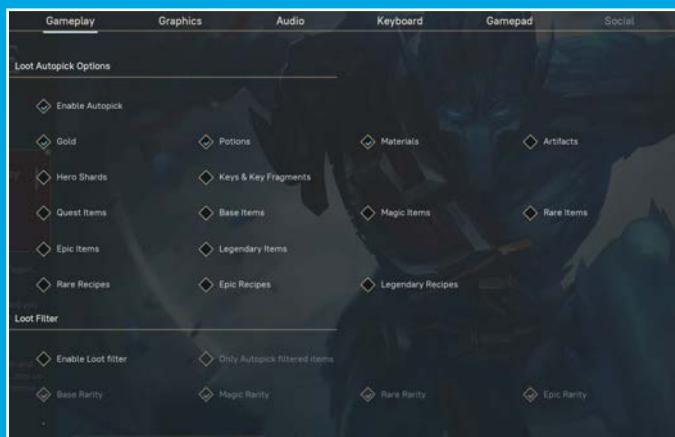 Gameplay Graphics Audio Keyboard Gamepad Social
Loot Autopick Options
Enable Autopick
Gold Potions Materials Artifacts
Hero Shards Keys & Key Fragments
Quest Items Base Items Magic Items Rare Items
Epic Items Legendary Items
Rare Recipes Epic Recipes Legendary Recipes
Loot Filter
Enable Loot filter Only Autopick filtered items
Base Rarity Magic Rarity Rare Rarity Epic Rarity